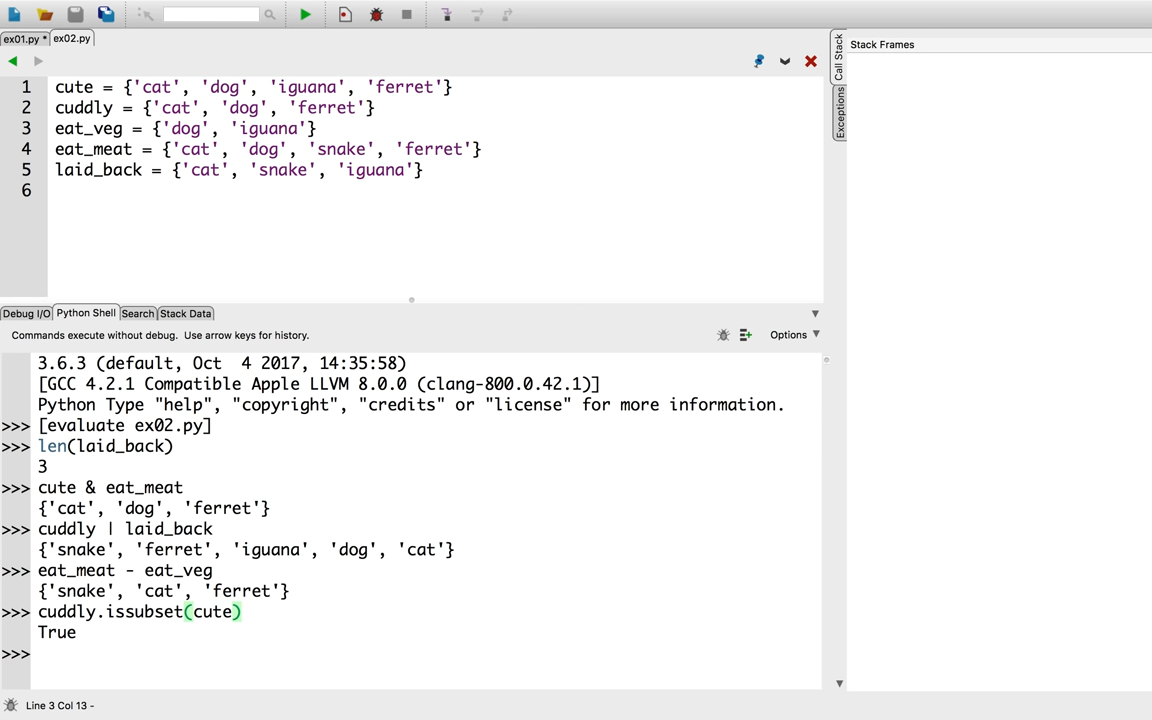 ex01.py * ex02.py
Call Stack
Exceptions
Stack Frames
1 cute = {'cat', 'dog', 'iguana', 'ferret'}
2 cuddly = {'cat', 'dog', 'ferret'}
3 eat_veg = {'dog', 'iguana'}
4 eat_meat = {'cat', 'dog', 'snake', 'ferret'}
5 laid_back = {'cat', 'snake', 'iguana'}
6
Debug I/O Python Shell Search Stack Data
Commands execute without debug.  Use arrow keys for history. Options
3.6.3 (default, Oct  4 2017, 14:35:58)
[GCC 4.2.1 Compatible Apple LLVM 8.0.0 (clang-800.0.42.1)]
Python Type "help", "copyright", "credits" or "license" for more information.
>>> [evaluate ex02.py]
>>> len(laid_back)
3
>>> cute & eat_meat
{'cat', 'dog', 'ferret'}
>>> cuddly | laid_back
{'snake', 'ferret', 'iguana', 'dog', 'cat'}
>>> eat_meat - eat_veg
{'snake', 'cat', 'ferret'}
>>> cuddly.issubset(cute)
True
>>>
Line 3 Col 13 -